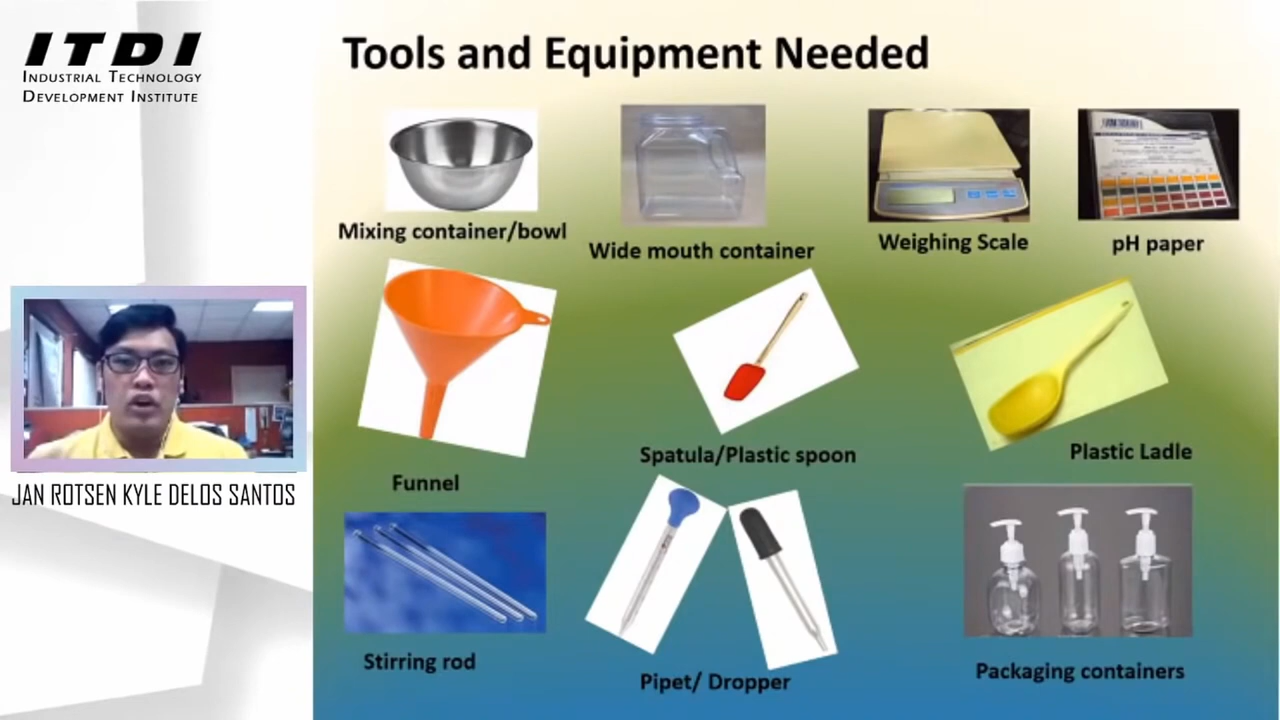 ITDI
INDUSTRIAL TECHNOLOGY
DEVELOPMENT INSTITUTE
Tools and Equipment Needed
Mixing container/bowl
Wide mouth container
Weighing Scale
pH paper
Funnel
Spatula/Plastic spoon
Plastic Ladle
JAN ROTSEN KYLE DELOS SANTOS
Stirring rod
Pipet/ Dropper
Packaging containers